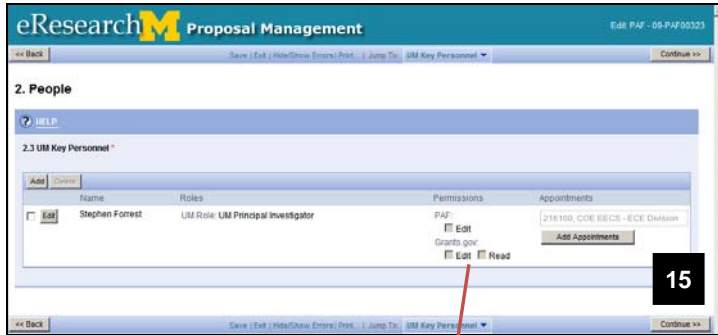 eResearch M Proposal Management Edit: PAF - 09-PAF00323
<< Back Save | Exit | Hide/Show Errors | Print... | Jump To: UM Key Personnel Continue >>
2. People
? HELP
2.3 UM Key Personnel *
Add Delete
Name Roles Permissions Appointments
Edit Stephen Forrest UM Role: UM Principal Investigator PAF: 216100, COE EECS - ECE Division
Edit Add Appointments
Grants.gov:
Edit Read
15
<< Back Save | Exit | Hide/Show Errors | Print... | Jump To: UM Key Personnel Continue >>